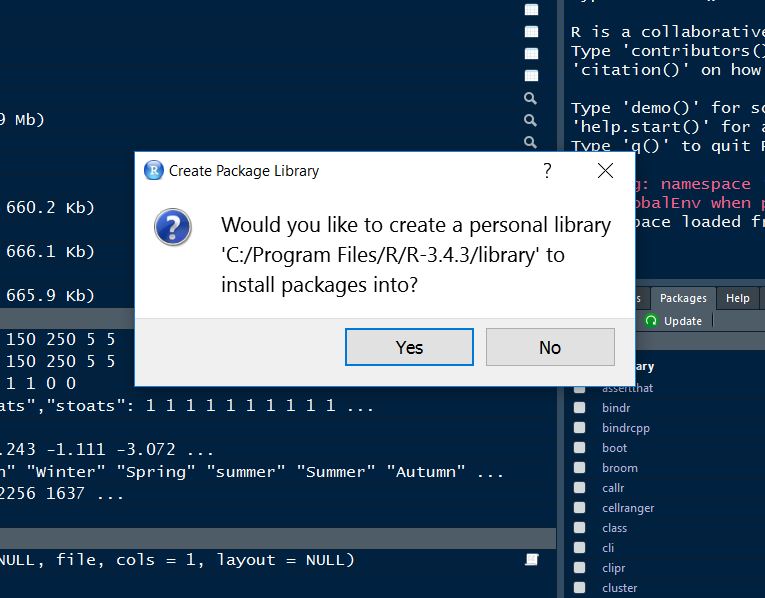 R is a collaborative
Type 'contributors()
'citation()' on how
9 Mb)
Type 'demo()' for
'help.start()' for a
Type 'q()' to quit
Create Package Library
?
g: namespace
660.2 Kb)
obalEnv when
Would you like to create a personal library
'C:/Program Files/R/R-3.4.3/library' to
install packages into?
pace loaded
666.1 Kb)
665.9 Kb)
s
Packages
Help
Update
150 250 5 5
150 250 5 5
Yes
No
1 1 0 0
rary
assertthat
ats","stoats": 1 1 1 1 1 1 1 1 1 1 ...
bindr
bindrcpp
.243 -1.111 -3.072 ...
boot
n" "Winter" "Spring" "summer" "Summer" "Autumn" ...
broom
2256 1637 ...
callr
cellranger
class
cli
NULL, file, cols = 1, layout = NULL)
clipr
cluster